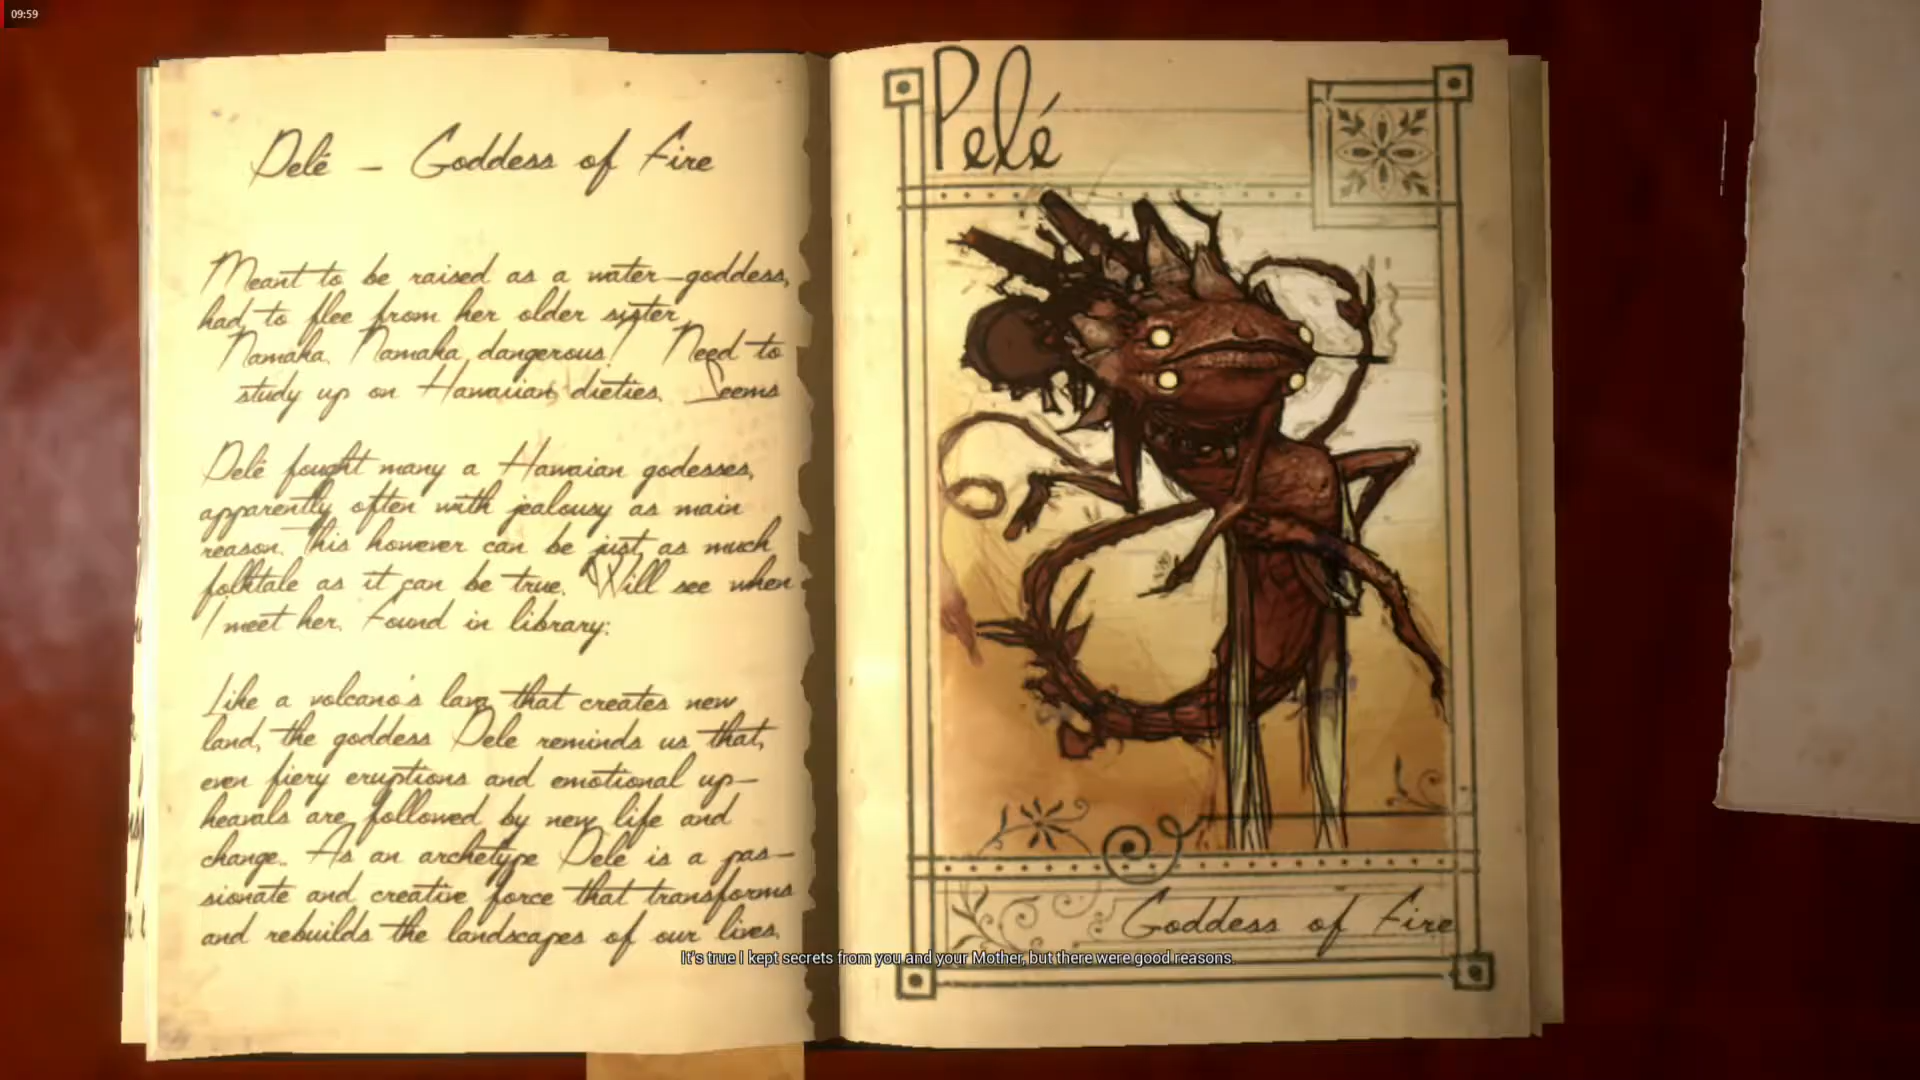 09:59
Pelé – Goddess of Fire
Meant to be raised as a water-goddess,
had to flee from her older sister
Namaka. Namaka dangerous! Need to
study up on Hawaiian dieties. Seems
Pelé fought many a Hawaian godesses,
apparently often with jealousy as main
reason. This however can be just as much
folktale as it can be true. Will see when
I meet her. Found in library:
Like a volcano's lava that creates new
land, the goddess Pele reminds us that,
even fiery eruptions and emotional up-
heavals are followed by new life and
change. As an archetype Pele is a pas-
sionate and creative force that transforms
and rebuilds the landscapes of our lives.
Pelé
Goddess of Fire
It's true I kept secrets from you and your Mother, but there were good reasons.